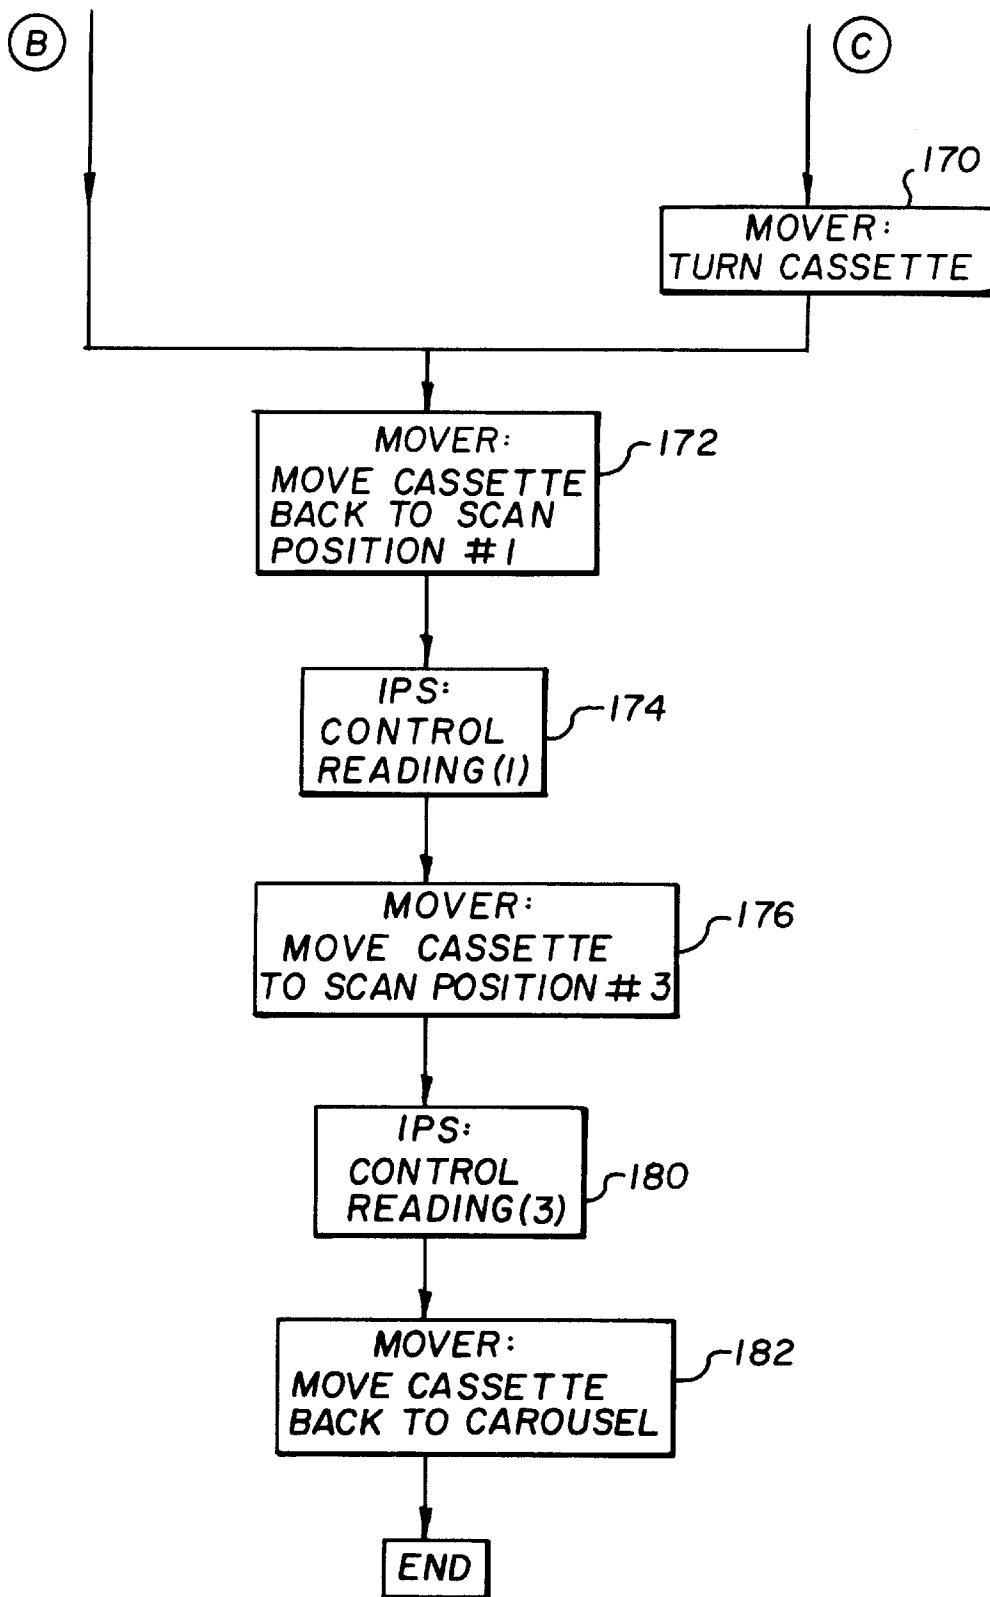 B
C
170
MOVER:
TURN CASSETTE
MOVER:
MOVE CASSETTE
BACK TO SCAN
POSITION #1
172
IPS:
CONTROL
READING(1)
174
MOVER:
MOVE CASSETTE
TO SCAN POSITION #3
176
IPS:
CONTROL
READING(3)
180
MOVER:
MOVE CASSETTE
BACK TO CAROUSEL
182
END